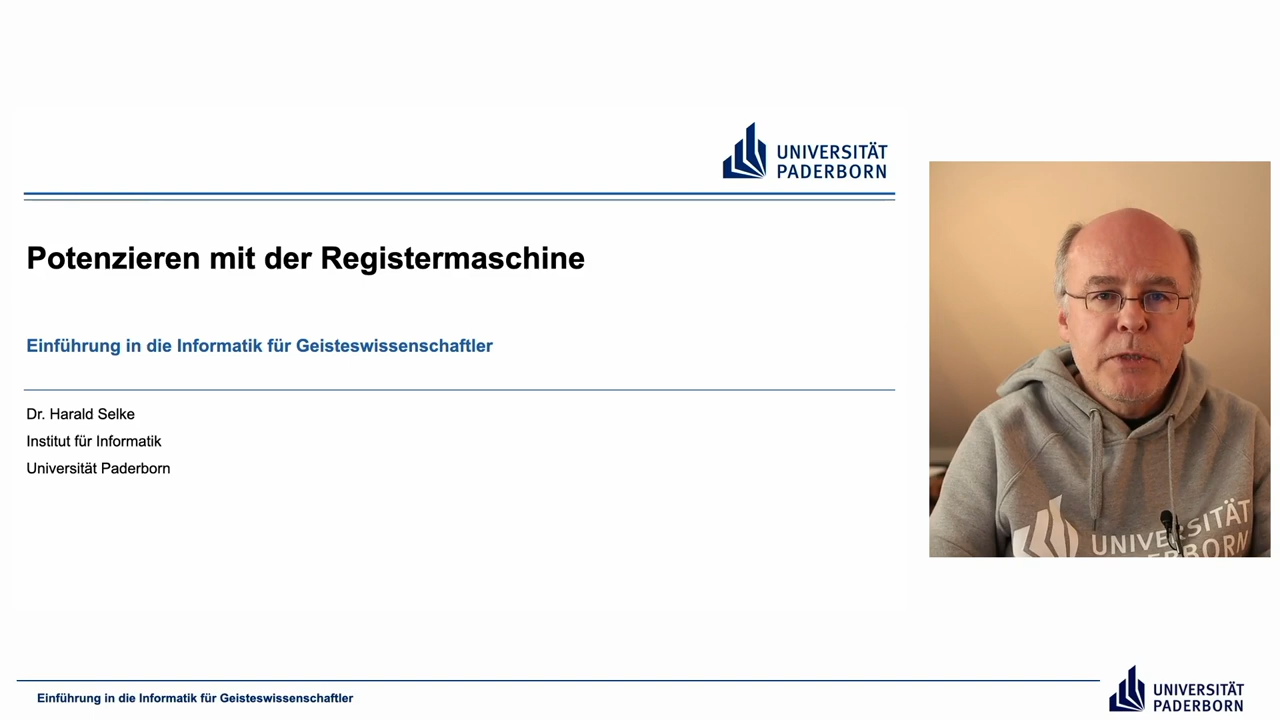 UNIVERSITÄT
PADERBORN
Potenzieren mit der Registermaschine
Einführung in die Informatik für Geisteswissenschaftler
Dr. Harald Selke
Institut für Informatik
Universität Paderborn
UNIVERSITÄT
PADERBORN
Einführung in die Informatik für Geisteswissenschaftler
UNIVERSITÄT
PADERBORN